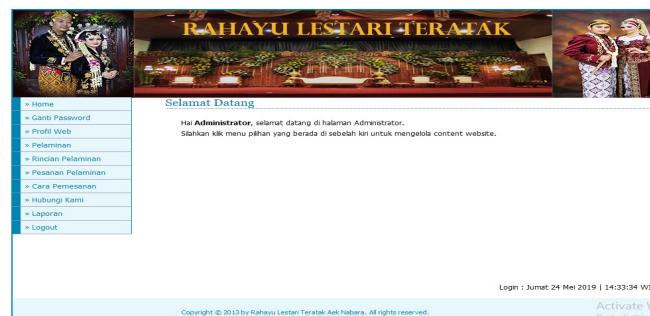 RAHAYU LESTARI TERATAK
» Home
» Ganti Password
» Profil Web
» Pelaminan
» Rincian Pelaminan
» Pesanan Pelaminan
» Cara Pemesanan
» Hubungi Kami
» Laporan
» Logout
Selamat Datang
Hai Administrator, selamat datang di halaman Administrator.
Silahkan klik menu pilihan yang berada di sebelah kiri untuk mengelola content website.
Login : Jumat 24 Mei 2019 | 14:33:34 WI
Copyright © 2013 by Rahayu Lestari Teratak Aek Nabara. All rights reserved.
Activate